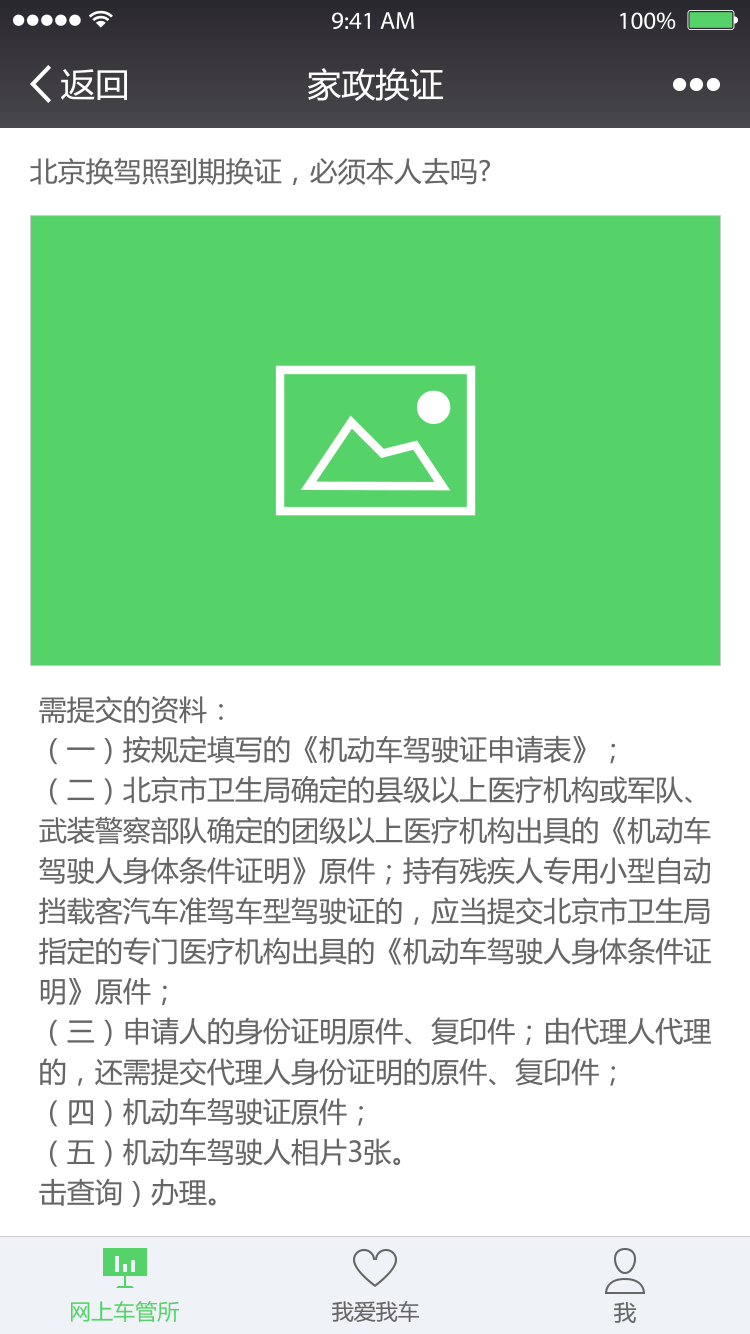 9:41 AM
100%
返回
家政换证
北京换驾照到期换证，必须本人去吗?
需提交的资料：
（一）按规定填写的《机动车驾驶证申请表》；
（二）北京市卫生局确定的县级以上医疗机构或军队、
武装警察部队确定的团级以上医疗机构出具的《机动车
驾驶人身体条件证明》原件；持有残疾人专用小型自动
挡载客汽车准驾车型驾驶证的，应当提交北京市卫生局
指定的专门医疗机构出具的《机动车驾驶人身体条件证
明》原件；
（三）申请人的身份证明原件、复印件；由代理人代理
的，还需提交代理人身份证明的原件、复印件；
（四）机动车驾驶证原件；
（五）机动车驾驶人相片3张。
击查询）办理。
网上车管所
我爱我车
我